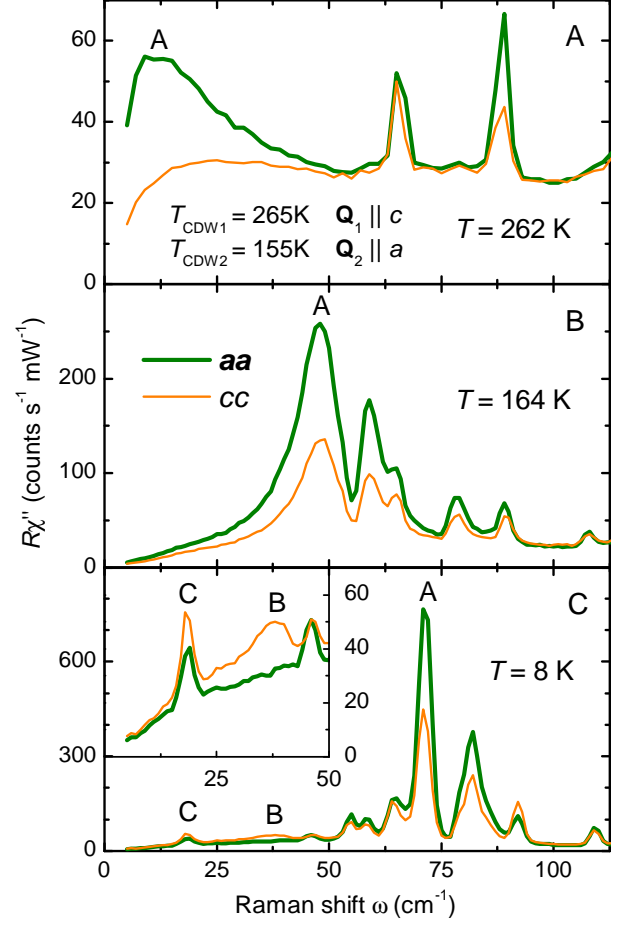 60
40
20
0
A
A
T_CDW1 = 265K Q_1 || c
T_CDW2 = 155K Q_2 || a
T = 262 K
200
100
0
A
B
aa
cc
T = 164 K
Rχ'' (counts s^-1 mW^-1)
600
300
0
C
B
60
40
20
0
25
50
A
C
T = 8 K
C
B
0
25
50
75
100
Raman shift ω (cm^-1)